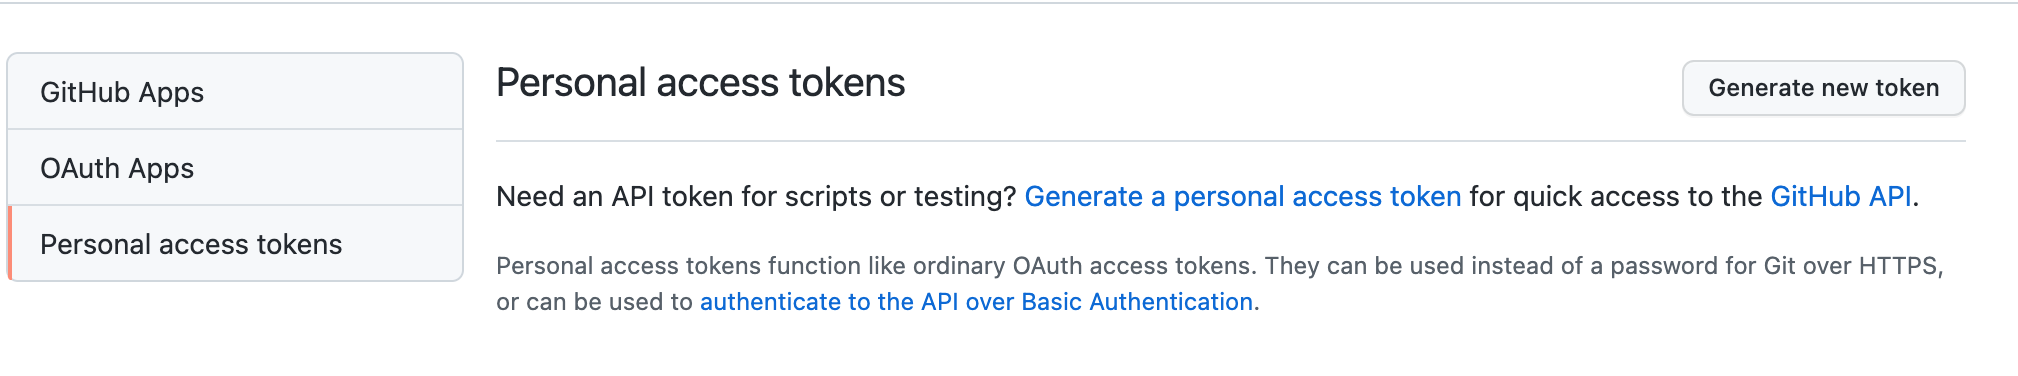 GitHub Apps
OAuth Apps
Personal access tokens
Personal access tokens
Generate new token
Need an API token for scripts or testing? Generate a personal access token for quick access to the GitHub API.
Personal access tokens function like ordinary OAuth access tokens. They can be used instead of a password for Git over HTTPS,
or can be used to authenticate to the API over Basic Authentication.